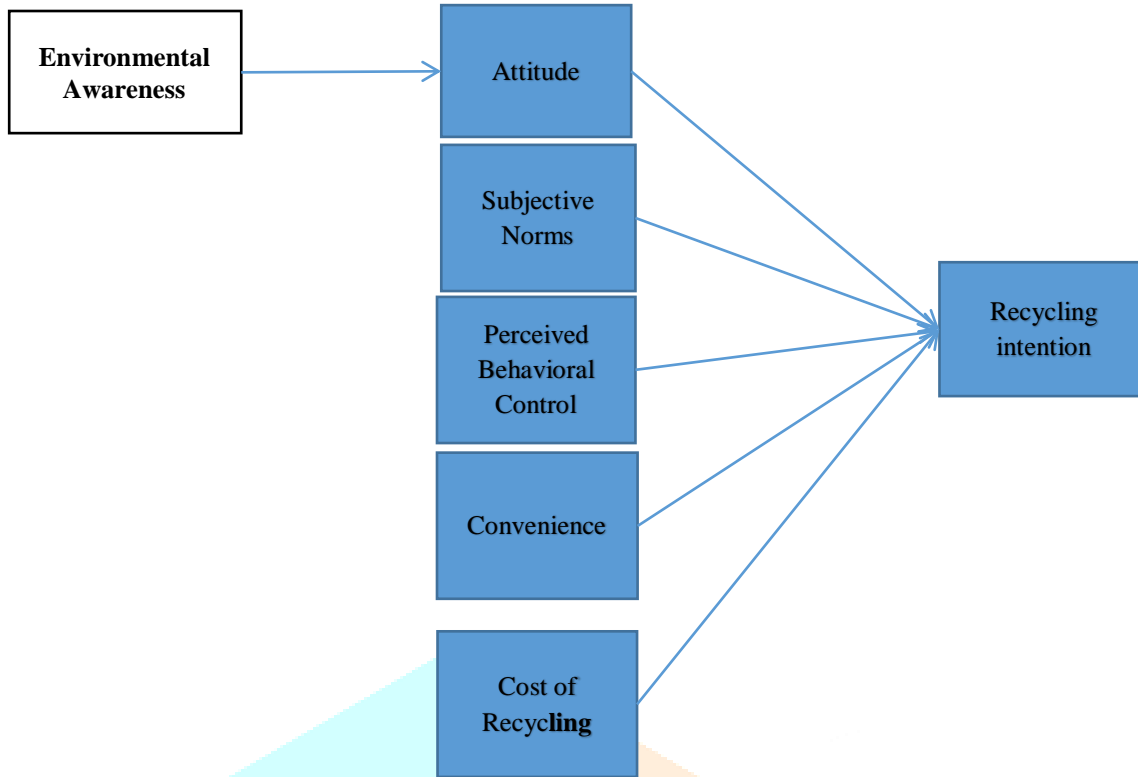 Environmental
Awareness
Attitude
Subjective
Norms
Perceived
Behavioral
Control
Convenience
Cost of
Recycling
Recycling
intention